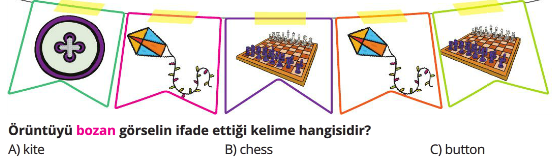 Örüntüyü bozan görselin ifade ettiği kelime hangisidir?
A) kite B) chess C) button